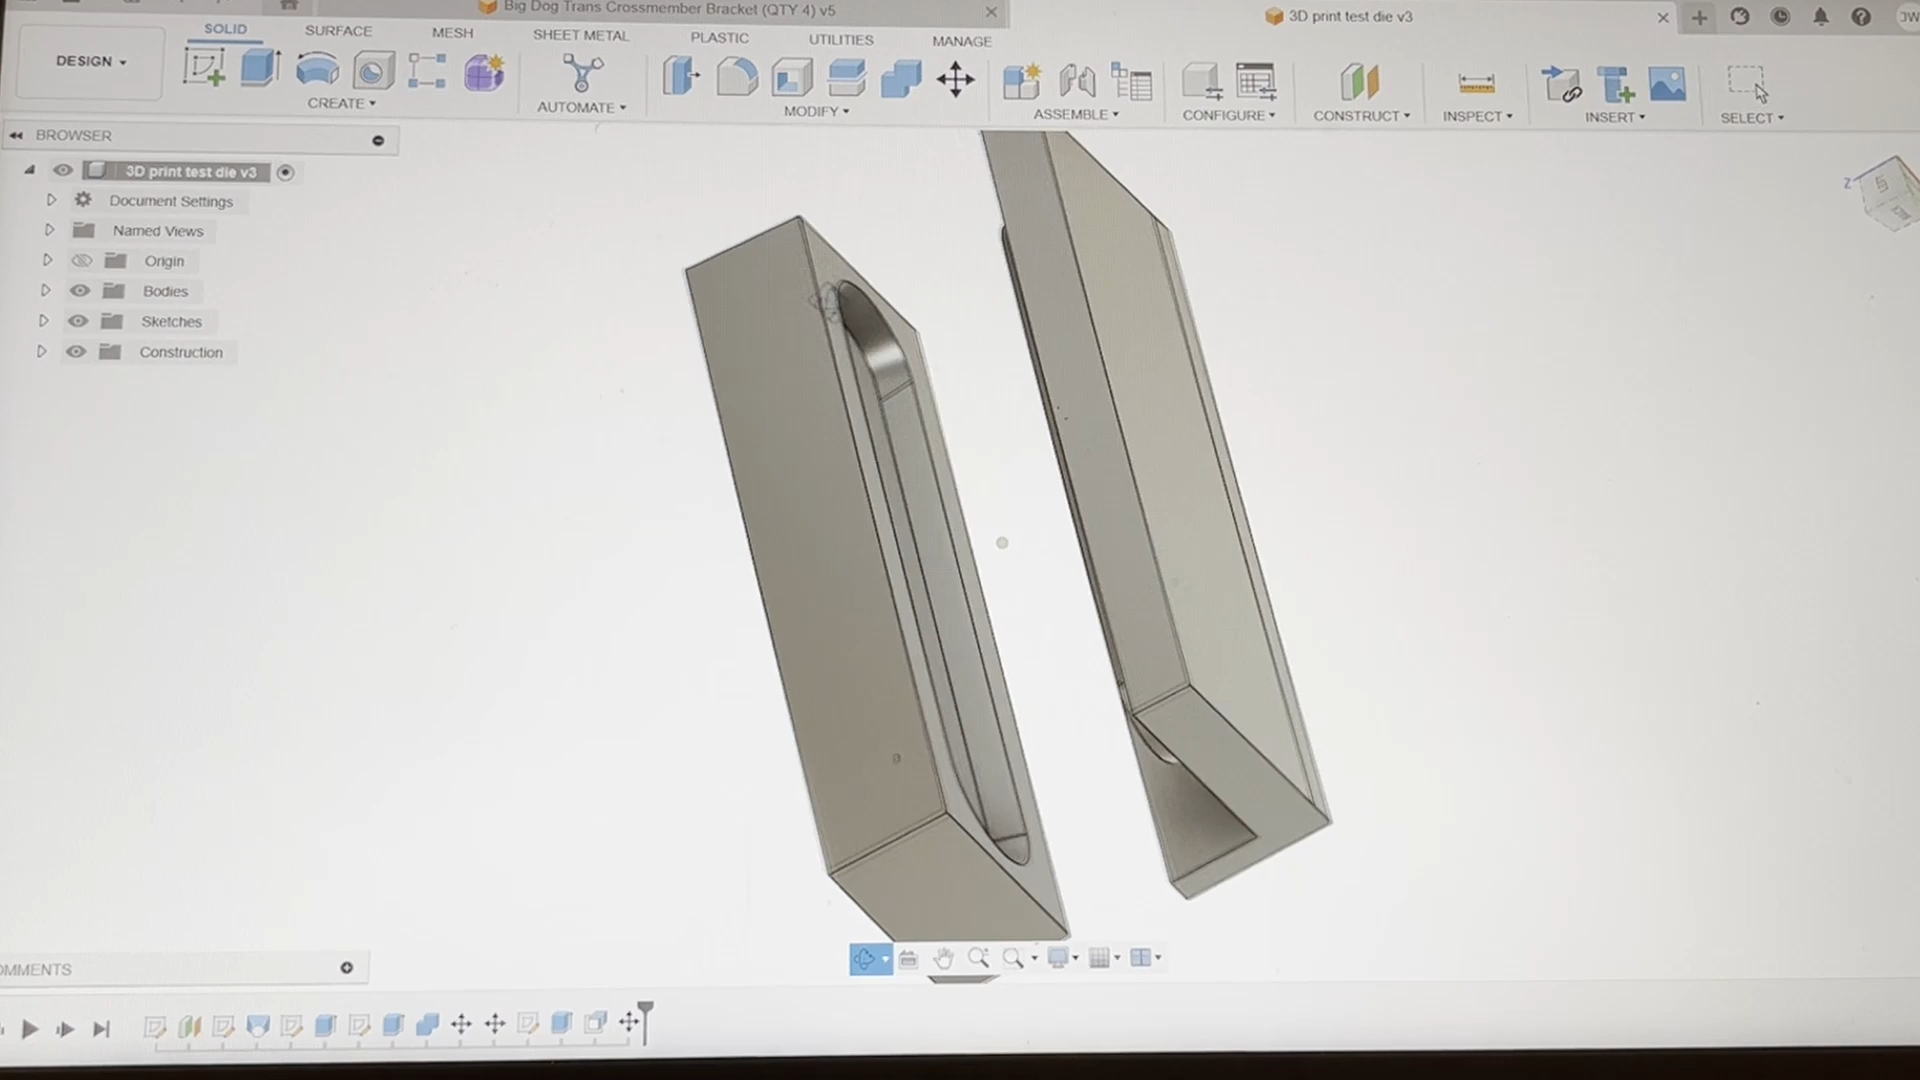 Big Dog Trans Crossmember Bracket (QTY 4) v5
3D print test die v3
SOLID
SURFACE
MESH
SHEET METAL
PLASTIC
UTILITIES
MANAGE
DESIGN
CREATE
AUTOMATE
MODIFY
ASSEMBLE
CONFIGURE
CONSTRUCT
INSPECT
INSERT
SELECT
BROWSER
3D print test die v3
Document Settings
Named Views
Origin
Bodies
Sketches
Construction
Z
OMMENTS
JW